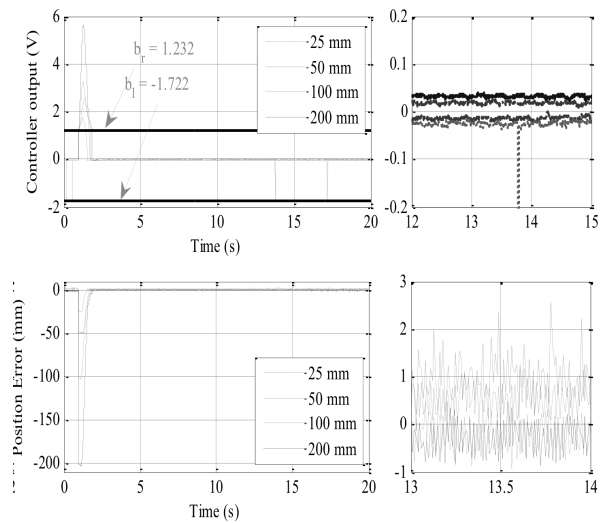 6
4
2
0
-2
Controller output (V)
b_r = 1.232
b_l = -1.722
25 mm
50 mm
100 mm
200 mm
0
5
10
15
20
Time (s)
0.2
0.1
0
-0.1
-0.2
12
13
14
15
0
-50
-100
-150
-200
Position Error (mm)
25 mm
50 mm
100 mm
200 mm
0
5
10
15
20
Time (s)
3
2
1
0
-1
13
13.5
14